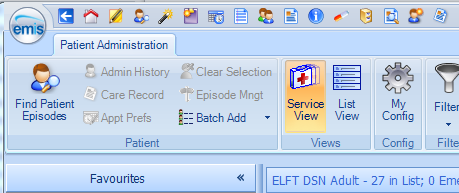 emis
Patient Administration
Find Patient Episodes
Admin History
Care Record
Appt Prefs
Clear Selection
Episode Mngt
Batch Add
Patient
Service View
List View
Views
My Config
Config
Filter
Filt
Favourites «
ELFT DSN Adult - 27 in List; 0 Eme